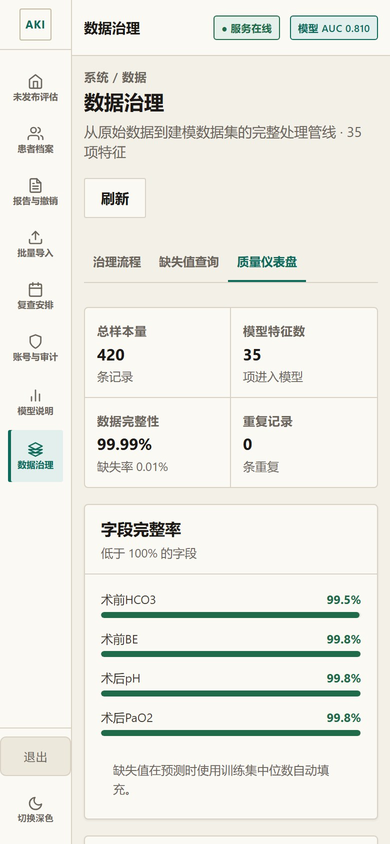 AKI
未发布评估
患者档案
报告与撤销
批量导入
复查安排
账号与审计
模型说明
数据治理
退出
切换深色
数据治理
● 服务在线
模型 AUC 0.810
系统 / 数据
数据治理
从原始数据到建模数据集的完整处理管线 · 35
项特征
刷新
治理流程
缺失值查询
质量仪表盘
总样本量
420
条记录
模型特征数
35
项进入模型
数据完整性
99.99%
缺失率 0.01%
重复记录
0
条重复
字段完整率
低于 100% 的字段
术前HCO3 99.5%
术前BE 99.8%
术后pH 99.8%
术后PaO2 99.8%
缺失值在预测时使用训练集中位数自动填
充。